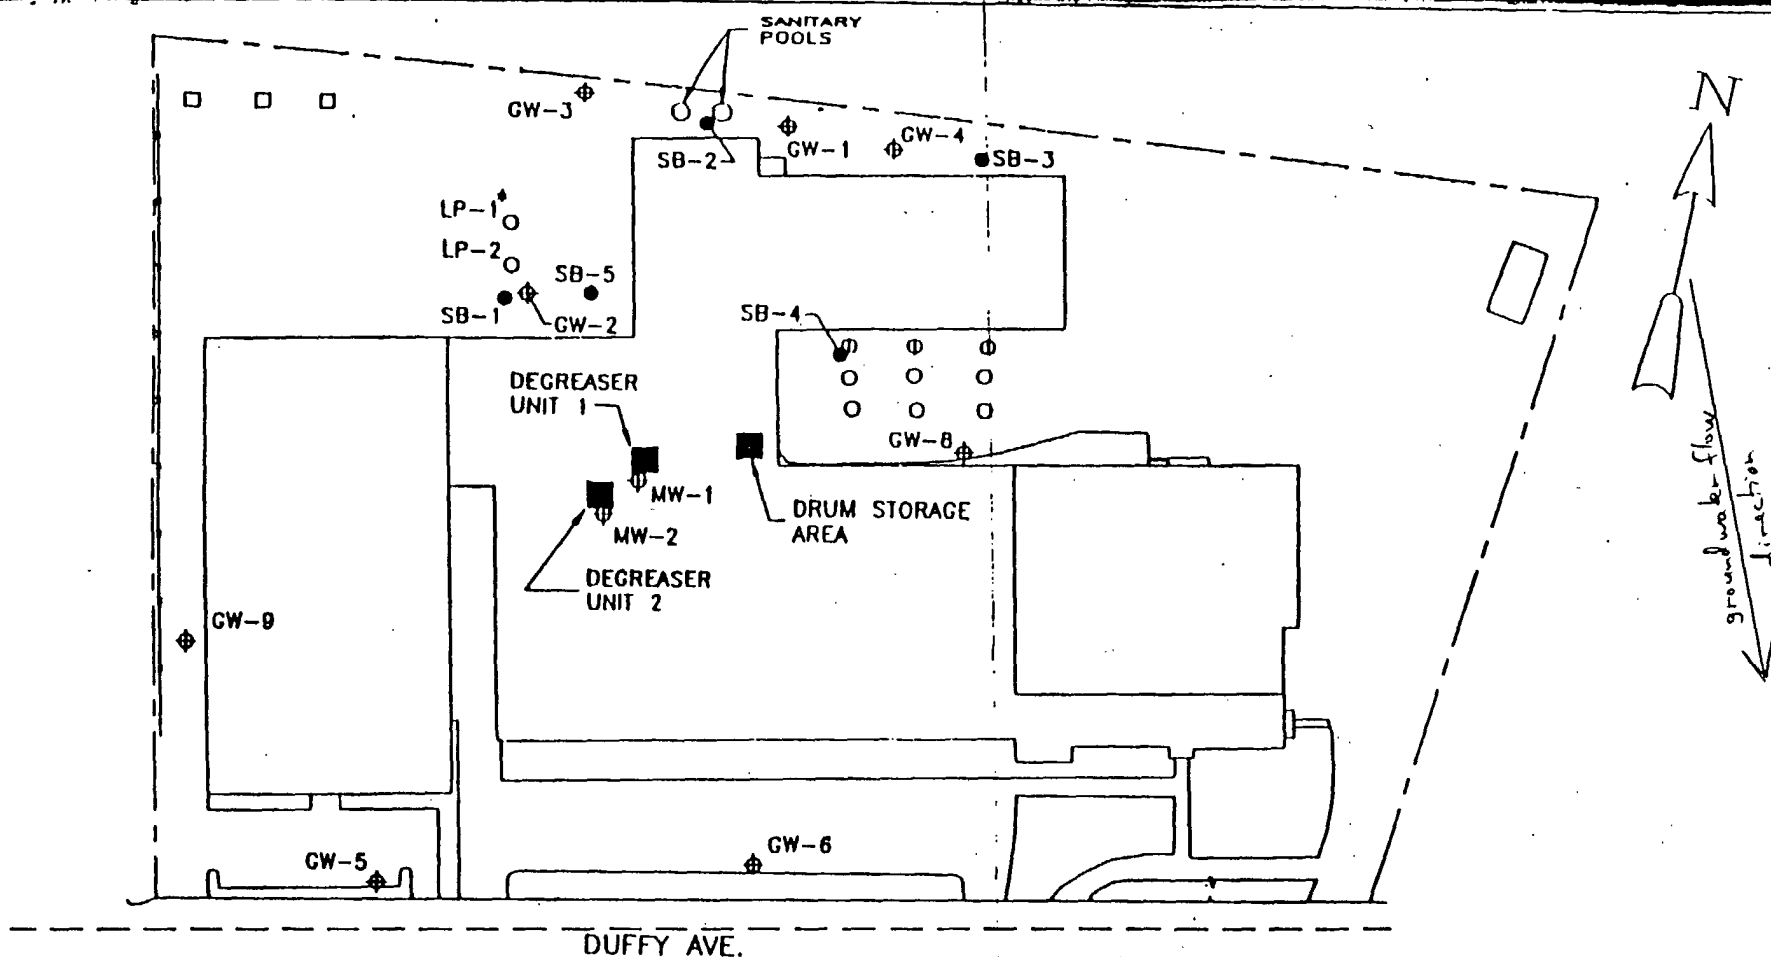 SANITARY
POOLS
N
GW-3
GW-4
SB-2
GW-1
SB-3
LP-1*
LP-2
SB-5
SB-1
GW-2
SB-4
DEGREASER
UNIT 1
GW-8
MW-1
DRUM STORAGE
AREA
MW-2
DEGREASER
UNIT 2
groundwater flow
direction
GW-9
GW-5
GW-6
DUFFY AVE.